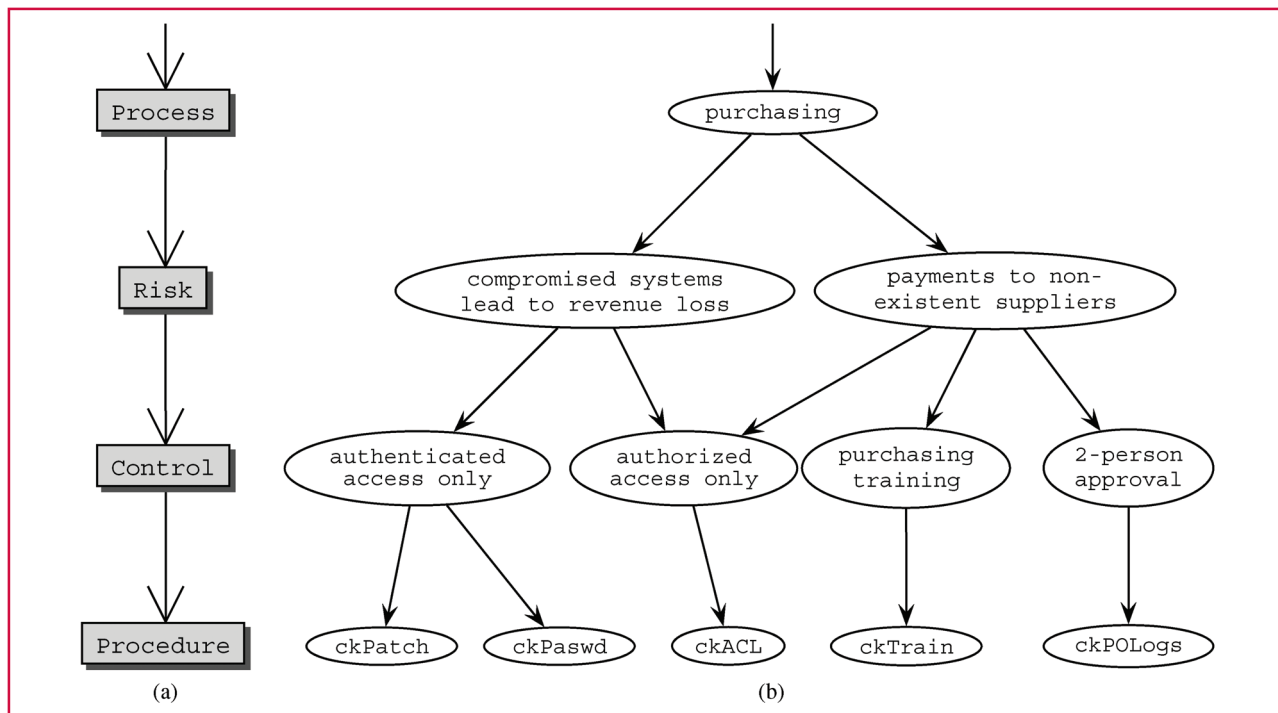 Process
Risk
Control
Procedure
(a)
purchasing
compromised systems
lead to revenue loss
payments to non-
existent suppliers
authenticated
access only
authorized
access only
purchasing
training
2-person
approval
ckPatch
ckPaswd
ckACL
ckTrain
ckPOLogs
(b)